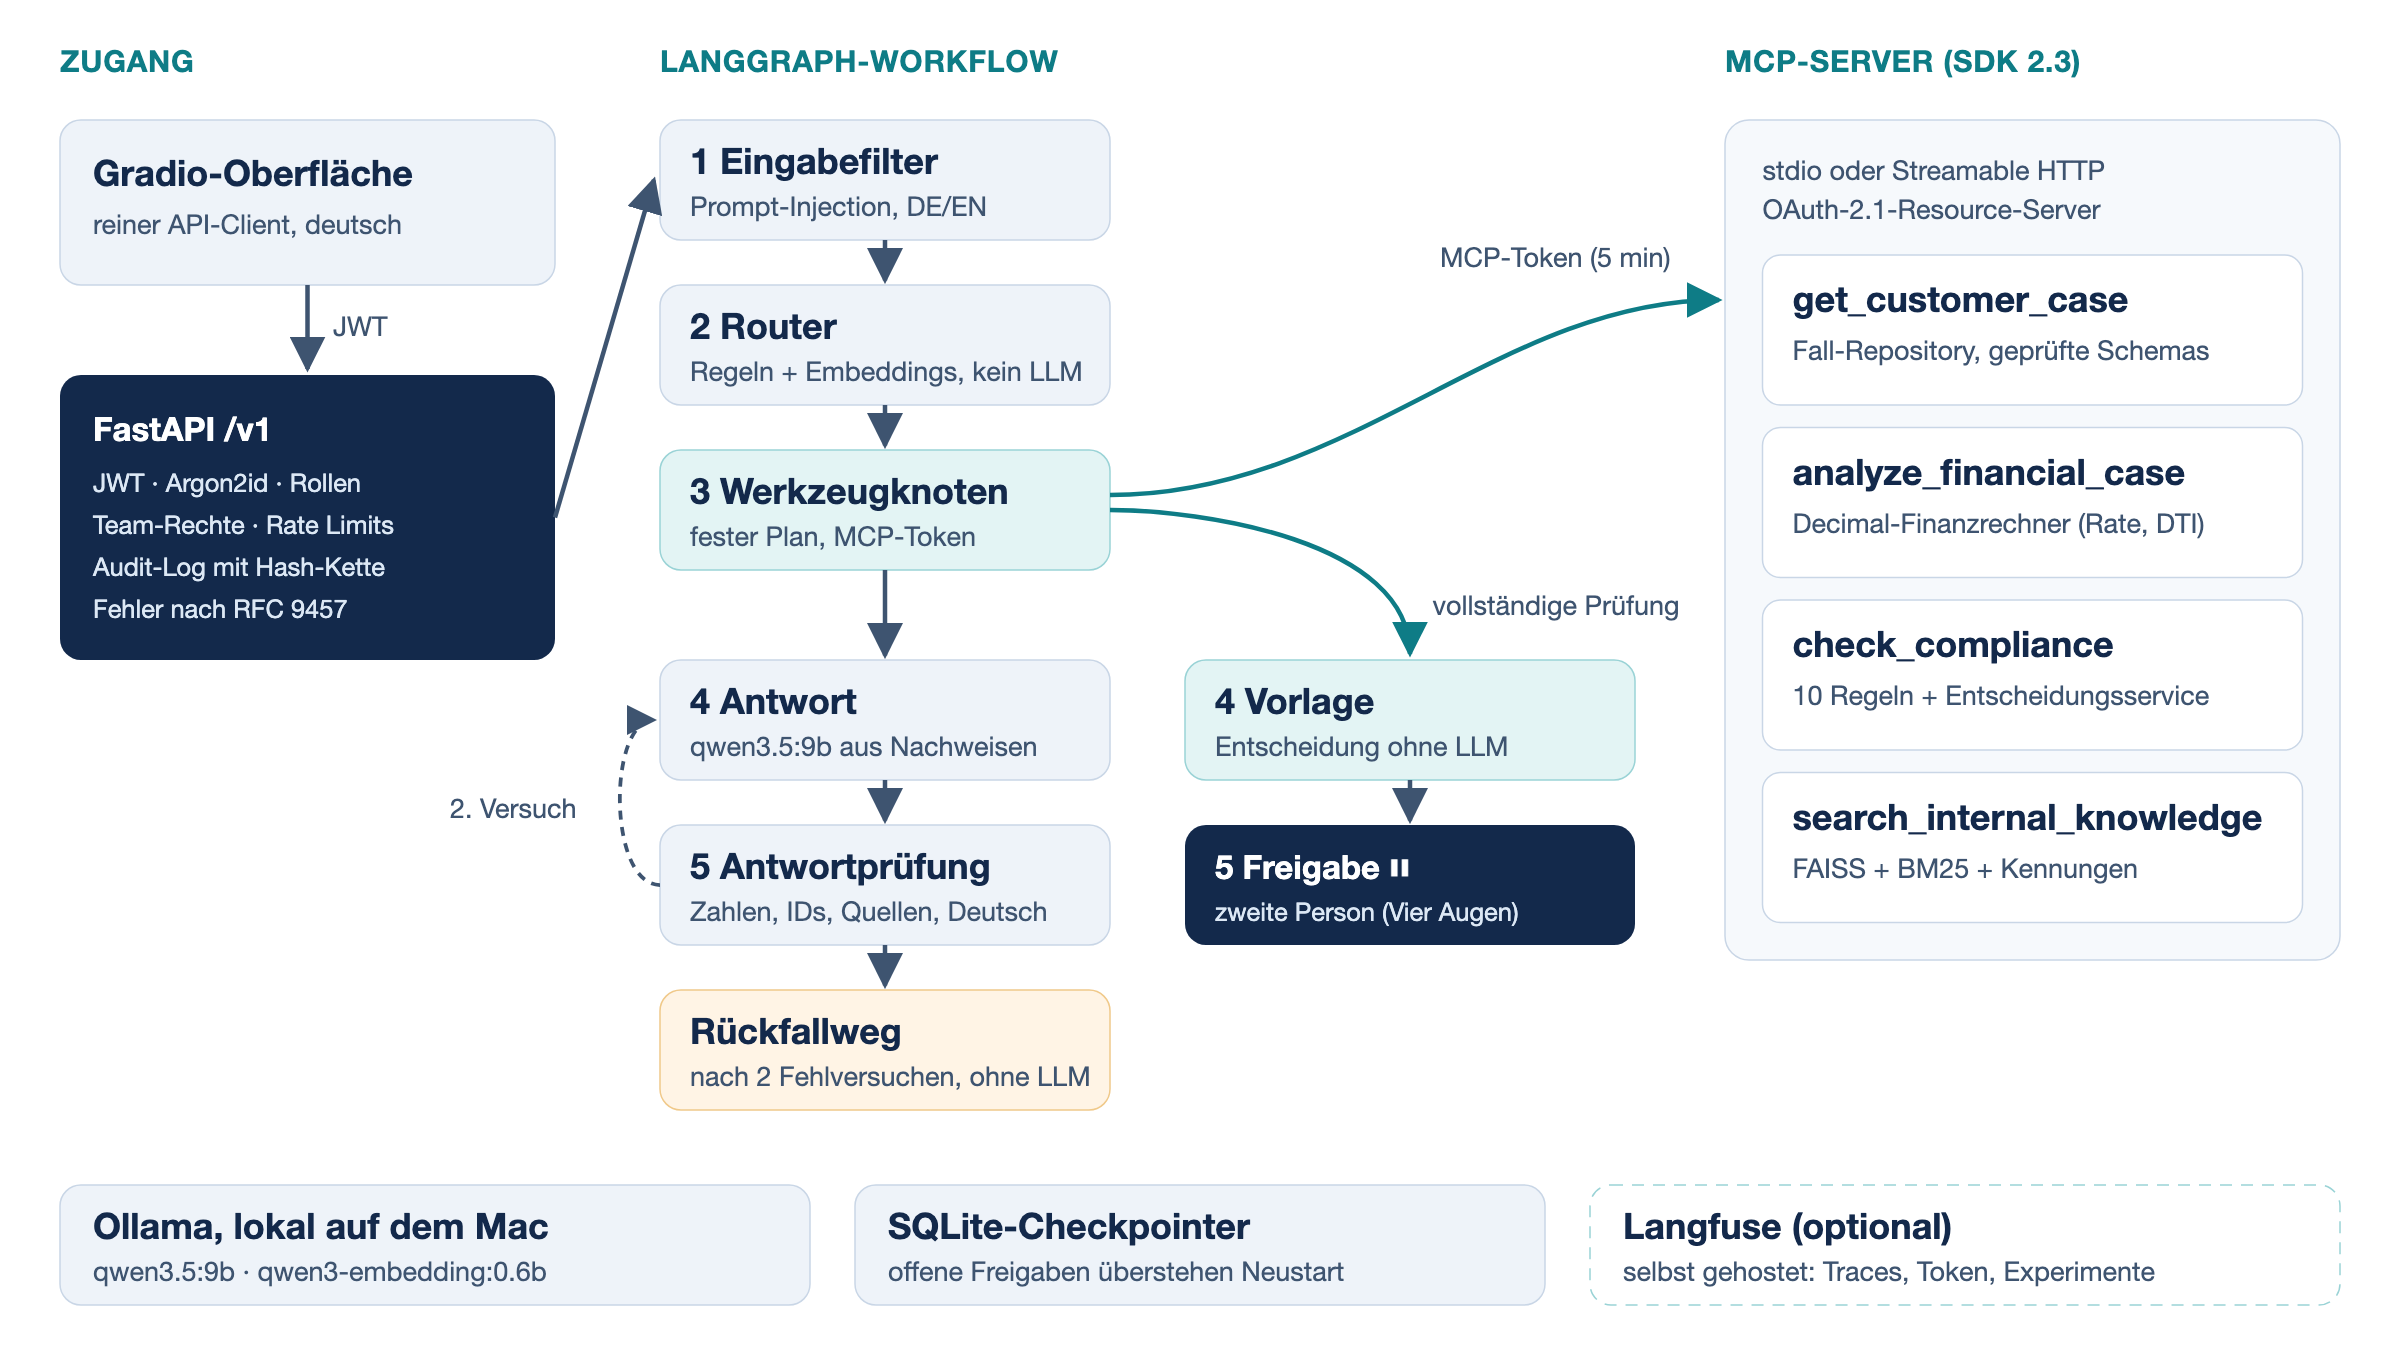 ZUGANG
Gradio-Oberfläche
reiner API-Client, deutsch
JWT
FastAPI /v1
JWT · Argon2id · Rollen
Team-Rechte · Rate Limits
Audit-Log mit Hash-Kette
Fehler nach RFC 9457
LANGGRAPH-WORKFLOW
1 Eingabefilter
Prompt-Injection, DE/EN
2 Router
Regeln + Embeddings, kein LLM
3 Werkzeugknoten
fester Plan, MCP-Token
4 Antwort
qwen3.5:9b aus Nachweisen
2. Versuch
5 Antwortprüfung
Zahlen, IDs, Quellen, Deutsch
Rückfallweg
nach 2 Fehlversuchen, ohne LLM
MCP-Token (5 min)
vollständige Prüfung
4 Vorlage
Entscheidung ohne LLM
5 Freigabe ⏸
zweite Person (Vier Augen)
MCP-SERVER (SDK 2.3)
stdio oder Streamable HTTP
OAuth-2.1-Resource-Server
get_customer_case
Fall-Repository, geprüfte Schemas
analyze_financial_case
Decimal-Finanzrechner (Rate, DTI)
check_compliance
10 Regeln + Entscheidungsservice
search_internal_knowledge
FAISS + BM25 + Kennungen
Ollama, lokal auf dem Mac
qwen3.5:9b · qwen3-embedding:0.6b
SQLite-Checkpointer
offene Freigaben überstehen Neustart
Langfuse (optional)
selbst gehostet: Traces, Token, Experimente